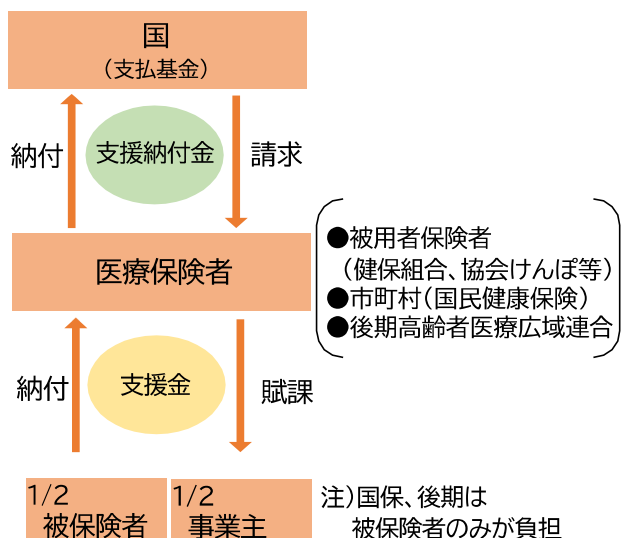 国
（支払基金）
納付
支援納付金
請求
医療保険者
●被用者保険者
（健保組合、協会けんぽ等）
●市町村（国民健康保険）
●後期高齢者医療広域連合
納付
支援金
賦課
1/2
被保険者
1/2
事業主
注）国保、後期は
被保険者のみが負担